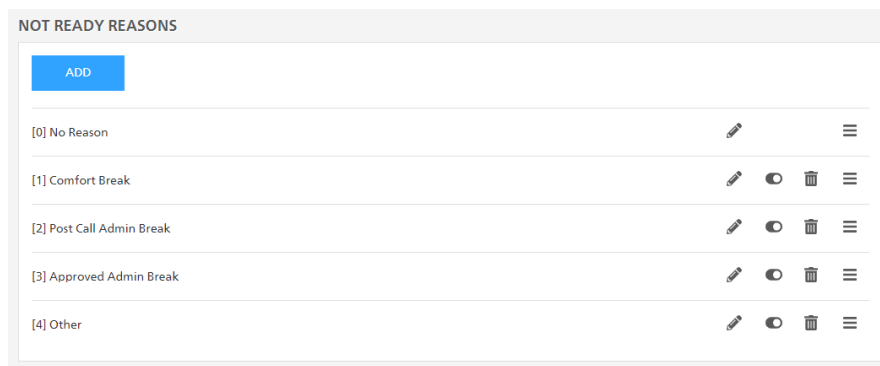 NOT READY REASONS
ADD
[0] No Reason
[1] Comfort Break
[2] Post Call Admin Break
[3] Approved Admin Break
[4] Other